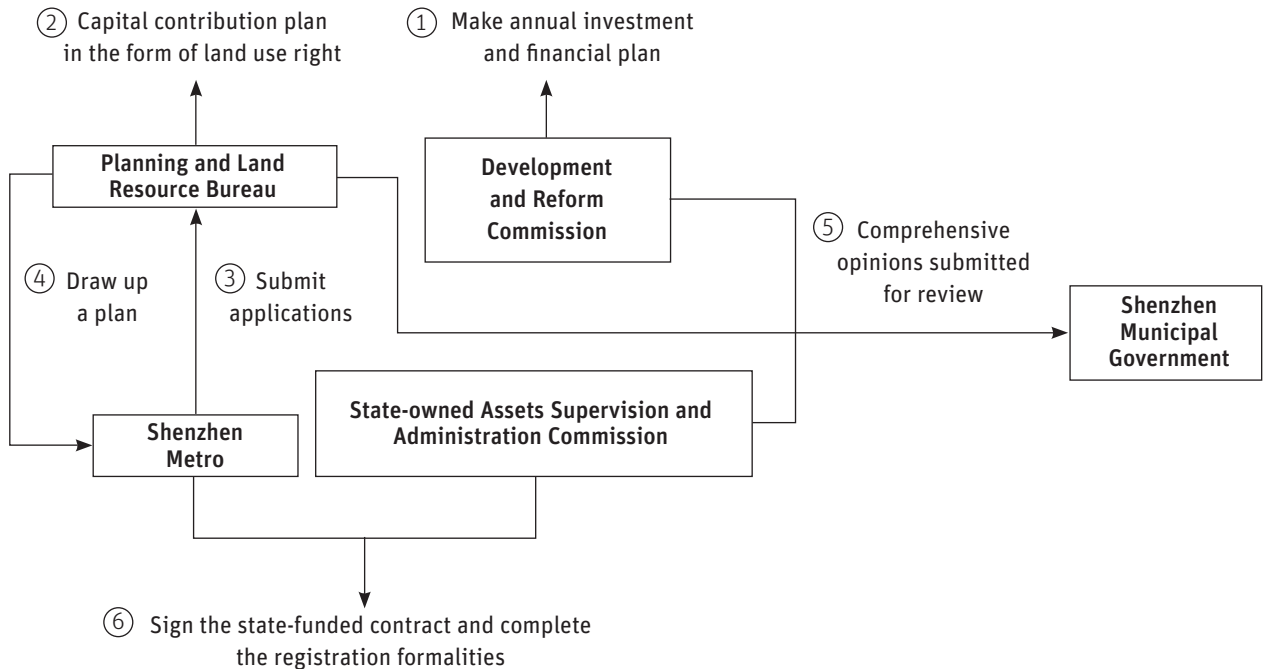 ② Capital contribution plan
in the form of land use right
① Make annual investment
and financial plan
Planning and Land
Resource Bureau
Development
and Reform
Commission
④ Draw up
a plan
③ Submit
applications
⑤ Comprehensive
opinions submitted
for review
Shenzhen
Municipal
Government
State-owned Assets Supervision and
Administration Commission
Shenzhen
Metro
⑥ Sign the state-funded contract and complete
the registration formalities